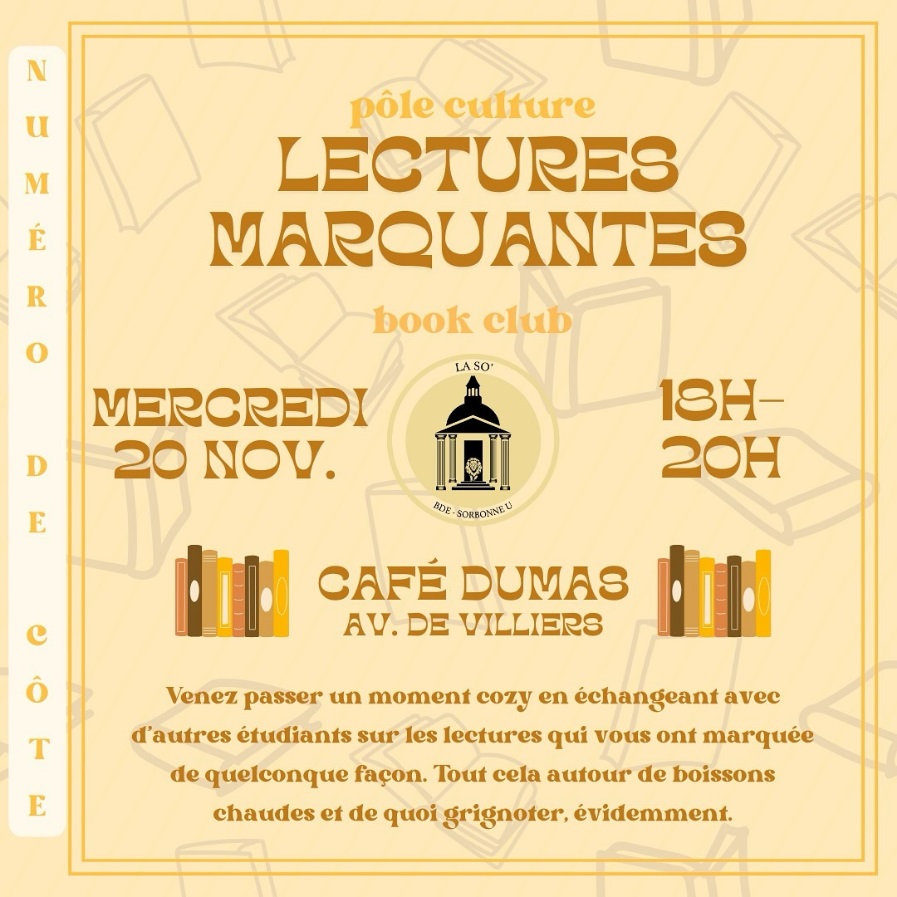 NUMÉRO DE CÔTE
pôle culture
LECTURES
MARQUANTES
book club
MERCREDI
20 NOV.
LA SO'
BDE - SORBONNE U
18H-
20H
CAFÉ DUMAS
AV. DE VILLIERS
Venez passer un moment cozy en échangeant avec
d'autres étudiants sur les lectures qui vous ont marquée
de quelconque façon. Tout cela autour de boissons
chaudes et de quoi grignoter, évidemment.